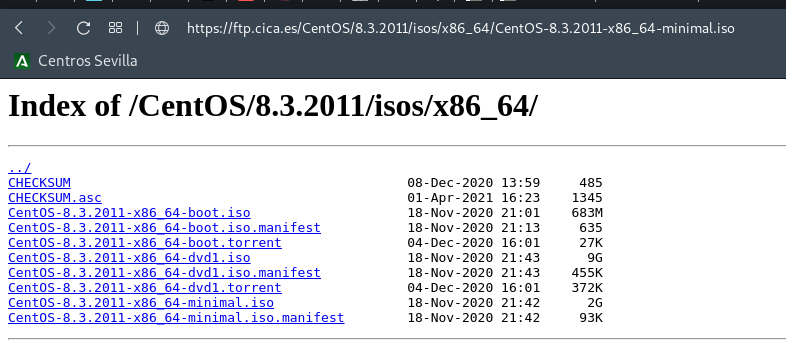 https://ftp.cica.es/CentOS/8.3.2011/isos/x86_64/CentOS-8.3.2011-x86_64-minimal.iso
Centros Sevilla
Index of /CentOS/8.3.2011/isos/x86_64/
../
CHECKSUM 08-Dec-2020 13:59 485
CHECKSUM.asc 01-Apr-2021 16:23 1345
CentOS-8.3.2011-x86_64-boot.iso 18-Nov-2020 21:01 683M
CentOS-8.3.2011-x86_64-boot.iso.manifest 18-Nov-2020 21:13 635
CentOS-8.3.2011-x86_64-boot.torrent 04-Dec-2020 16:01 27K
CentOS-8.3.2011-x86_64-dvd1.iso 18-Nov-2020 21:43 9G
CentOS-8.3.2011-x86_64-dvd1.iso.manifest 18-Nov-2020 21:43 455K
CentOS-8.3.2011-x86_64-dvd1.torrent 04-Dec-2020 16:01 372K
CentOS-8.3.2011-x86_64-minimal.iso 18-Nov-2020 21:42 2G
CentOS-8.3.2011-x86_64-minimal.iso.manifest 18-Nov-2020 21:42 93K